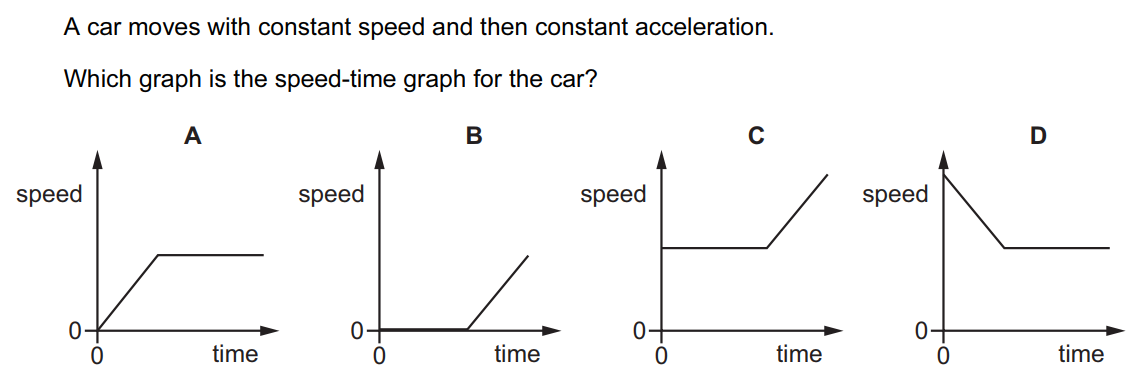 A car moves with constant speed and then constant acceleration.
Which graph is the speed-time graph for the car?
A
speed
0
0
time
B
speed
0
0
time
C
speed
0
0
time
D
speed
0
0
time